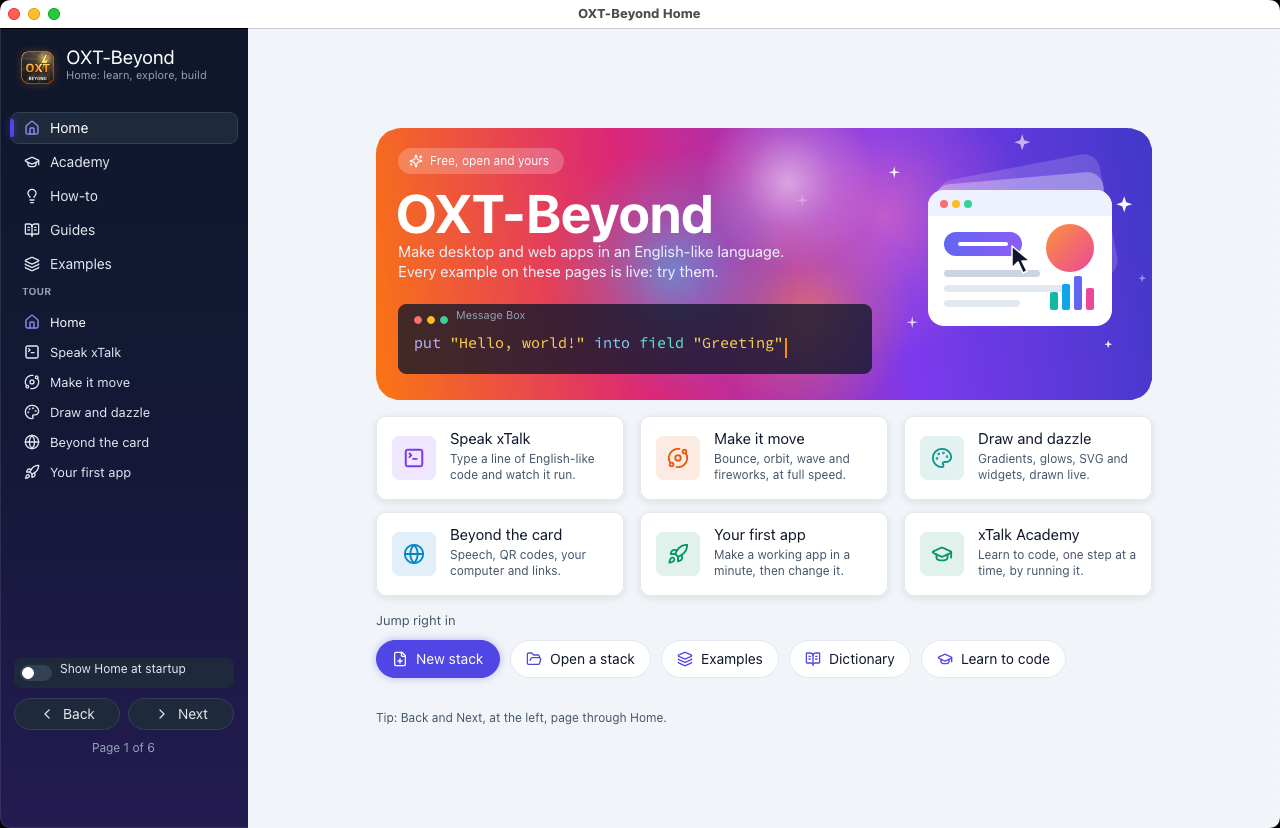 OXT-Beyond Home
OXT
BEYOND
OXT-Beyond
Home: learn, explore, build
Home
Academy
How-to
Guides
Examples
TOUR
Home
Speak xTalk
Make it move
Draw and dazzle
Beyond the card
Your first app
Show Home at startup
Back
Next
Page 1 of 6
Free, open and yours
OXT-Beyond
Make desktop and web apps in an English-like language.
Every example on these pages is live: try them.
Message Box
put "Hello, world!" into field "Greeting"
Speak xTalk
Type a line of English-like
code and watch it run.
Make it move
Bounce, orbit, wave and
fireworks, at full speed.
Draw and dazzle
Gradients, glows, SVG and
widgets, drawn live.
Beyond the card
Speech, QR codes, your
computer and links.
Your first app
Make a working app in a
minute, then change it.
xTalk Academy
Learn to code, one step at a
time, by running it.
Jump right in
New stack
Open a stack
Examples
Dictionary
Learn to code
Tip: Back and Next, at the left, page through Home.